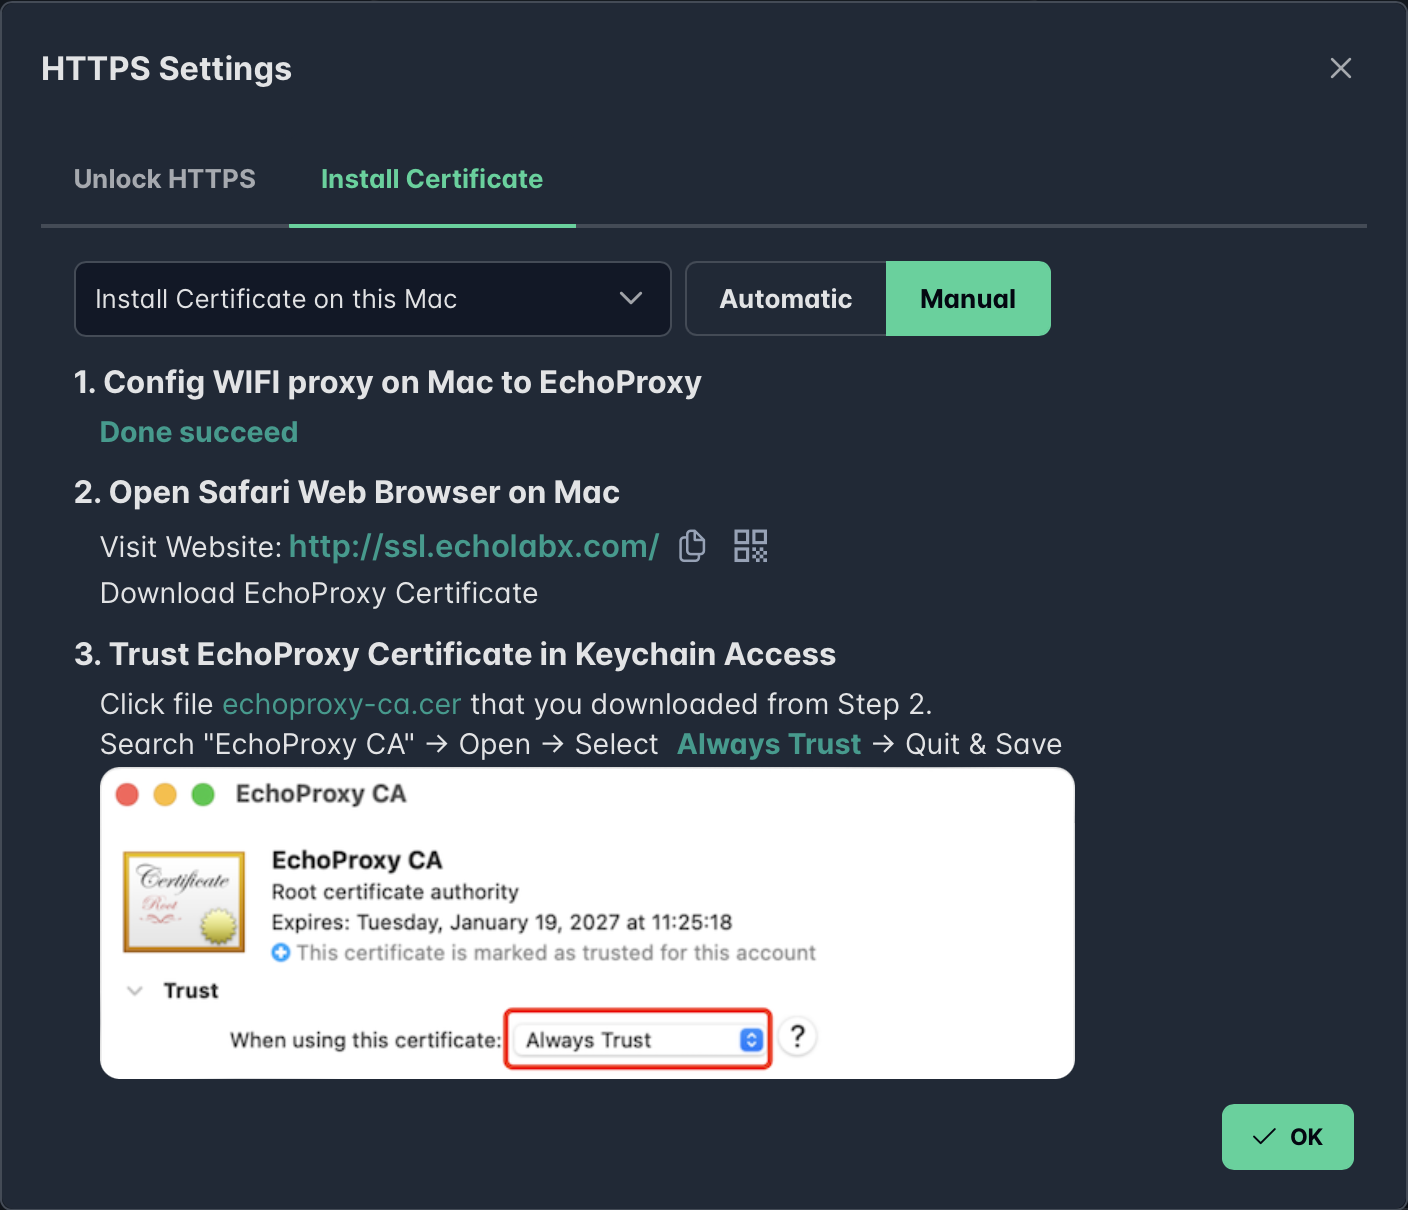 HTTPS Settings
Unlock HTTPS
Install Certificate
Install Certificate on this Mac
Automatic
Manual
1. Config WIFI proxy on Mac to EchoProxy
Done succeed
2. Open Safari Web Browser on Mac
Visit Website: http://ssl.echolabx.com/
Download EchoProxy Certificate
3. Trust EchoProxy Certificate in Keychain Access
Click file echoproxy-ca.cer that you downloaded from Step 2.
Search "EchoProxy CA" → Open → Select Always Trust → Quit & Save
EchoProxy CA
Certificate
Root
EchoProxy CA
Root certificate authority
Expires: Tuesday, January 19, 2027 at 11:25:18
This certificate is marked as trusted for this account
Trust
When using this certificate: Always Trust ?
OK